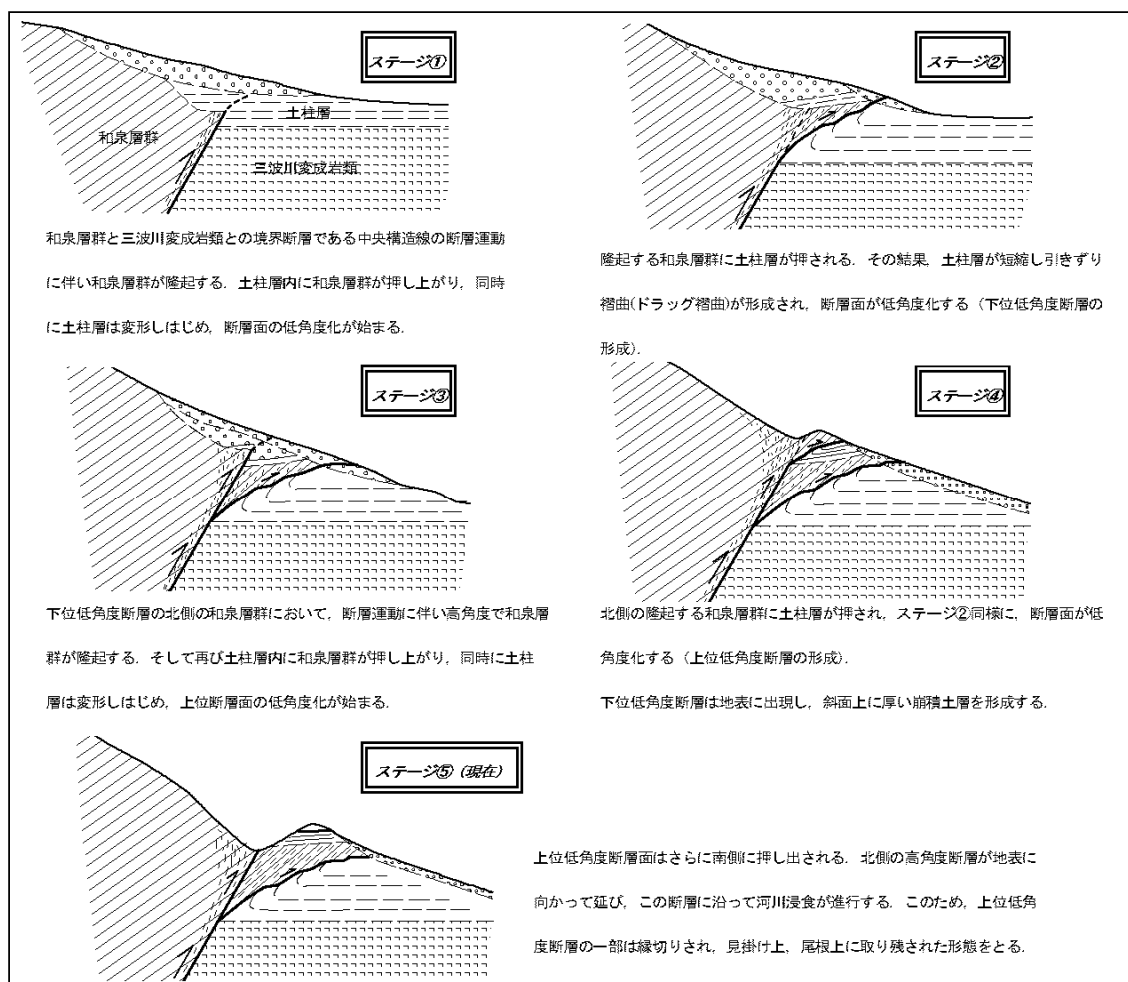 ステージ①
和泉層群
土柱層
三波川変成岩類
和泉層群と三波川変成岩類との境界断層である中央構造線の断層運動
に伴い和泉層群が隆起する．土柱層内に和泉層群が押し上がり，同時
に土柱層は変形しはじめ，断層面の低角度化が始まる．
ステージ②
隆起する和泉層群に土柱層が押される．その結果，土柱層が短縮し引きずり
褶曲(ドラッグ褶曲)が形成され，断層面が低角度化する（下位低角度断層の
形成）．
ステージ③
下位低角度断層の北側の和泉層群において，断層運動に伴い高角度で和泉層
群が隆起する．そして再び土柱層内に和泉層群が押し上がり，同時に土柱
層は変形しはじめ，上位断層面の低角度化が始まる．
ステージ④
北側の隆起する和泉層群に土柱層が押され，ステージ②同様に，断層面が低
角度化する（上位低角度断層の形成）．
下位低角度断層は地表に出現し，斜面上に厚い崩積土層を形成する．
ステージ⑤（現在）
上位低角度断層面はさらに南側に押し出される．北側の高角度断層が地表に
向かって延び，この断層に沿って河川浸食が進行する．このため，上位低角
度断層の一部は縁切りされ，見掛け上，尾根上に取り残された形態をとる．